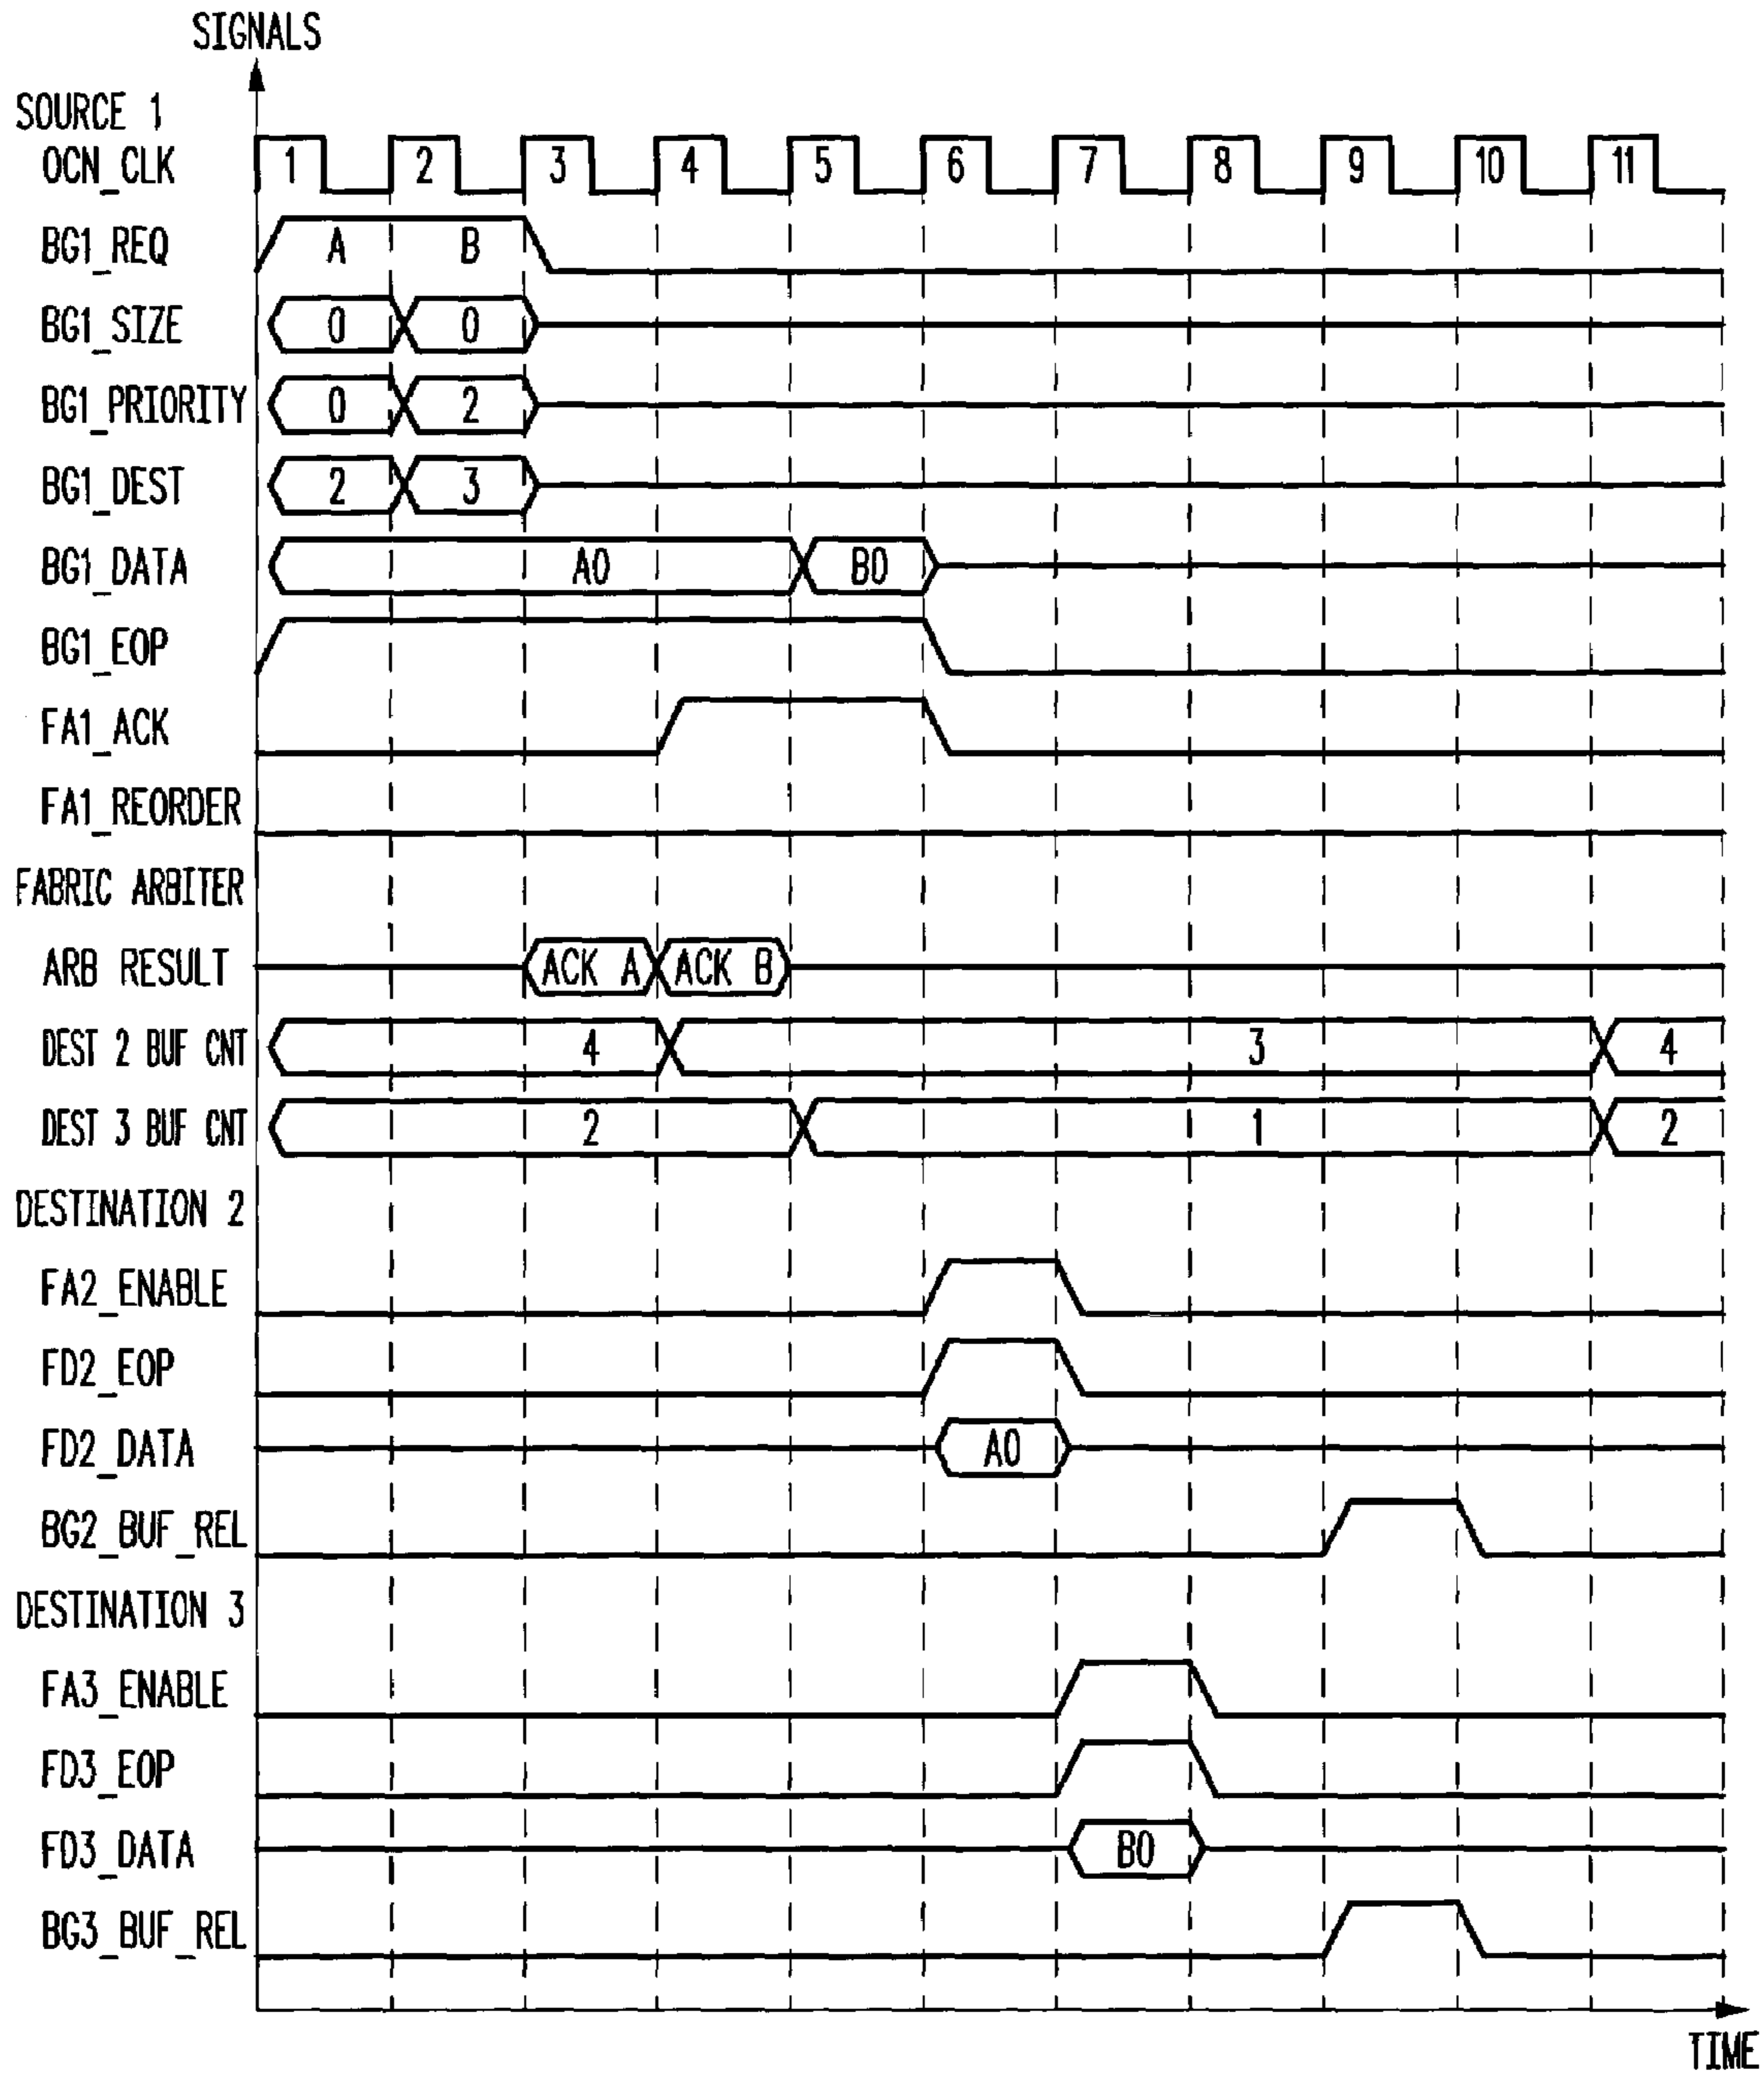 SIGNALS
SOURCE 1
OCN_CLK 1 2 3 4 5 6 7 8 9 10 11
BG1_REQ A B
BG1_SIZE 0 0
BG1_PRIORITY 0 2
BG1_DEST 2 3
BG1_DATA A0 B0
BG1_EOP
FA1_ACK
FA1_REORDER
FABRIC ARBITER
ARB RESULT ACK A ACK B
DEST 2 BUF CNT 4 3 4
DEST 3 BUF CNT 2 1 2
DESTINATION 2
FA2_ENABLE
FD2_EOP
FD2_DATA A0
BG2_BUF_REL
DESTINATION 3
FA3_ENABLE
FD3_EOP
FD3_DATA B0
BG3_BUF_REL
TIME